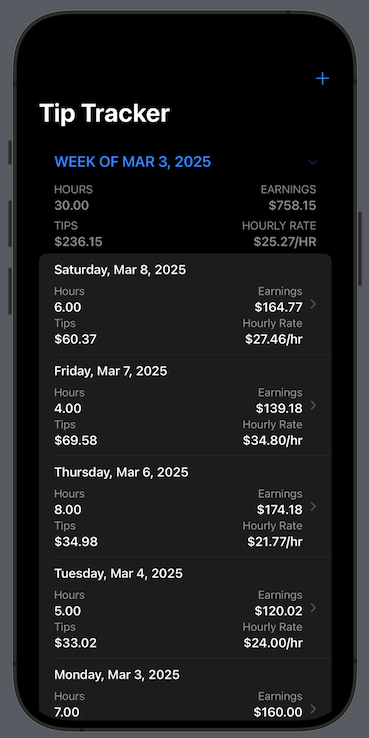 Tip Tracker
WEEK OF MAR 3, 2025
HOURS EARNINGS
30.00 $758.15
TIPS HOURLY RATE
$236.15 $25.27/HR
Saturday, Mar 8, 2025
Hours Earnings
6.00 $164.77
Tips Hourly Rate
$60.37 $27.46/hr
Friday, Mar 7, 2025
Hours Earnings
4.00 $139.18
Tips Hourly Rate
$69.58 $34.80/hr
Thursday, Mar 6, 2025
Hours Earnings
8.00 $174.18
Tips Hourly Rate
$34.98 $21.77/hr
Tuesday, Mar 4, 2025
Hours Earnings
5.00 $120.02
Tips Hourly Rate
$33.02 $24.00/hr
Monday, Mar 3, 2025
Hours Earnings
7.00 $160.00